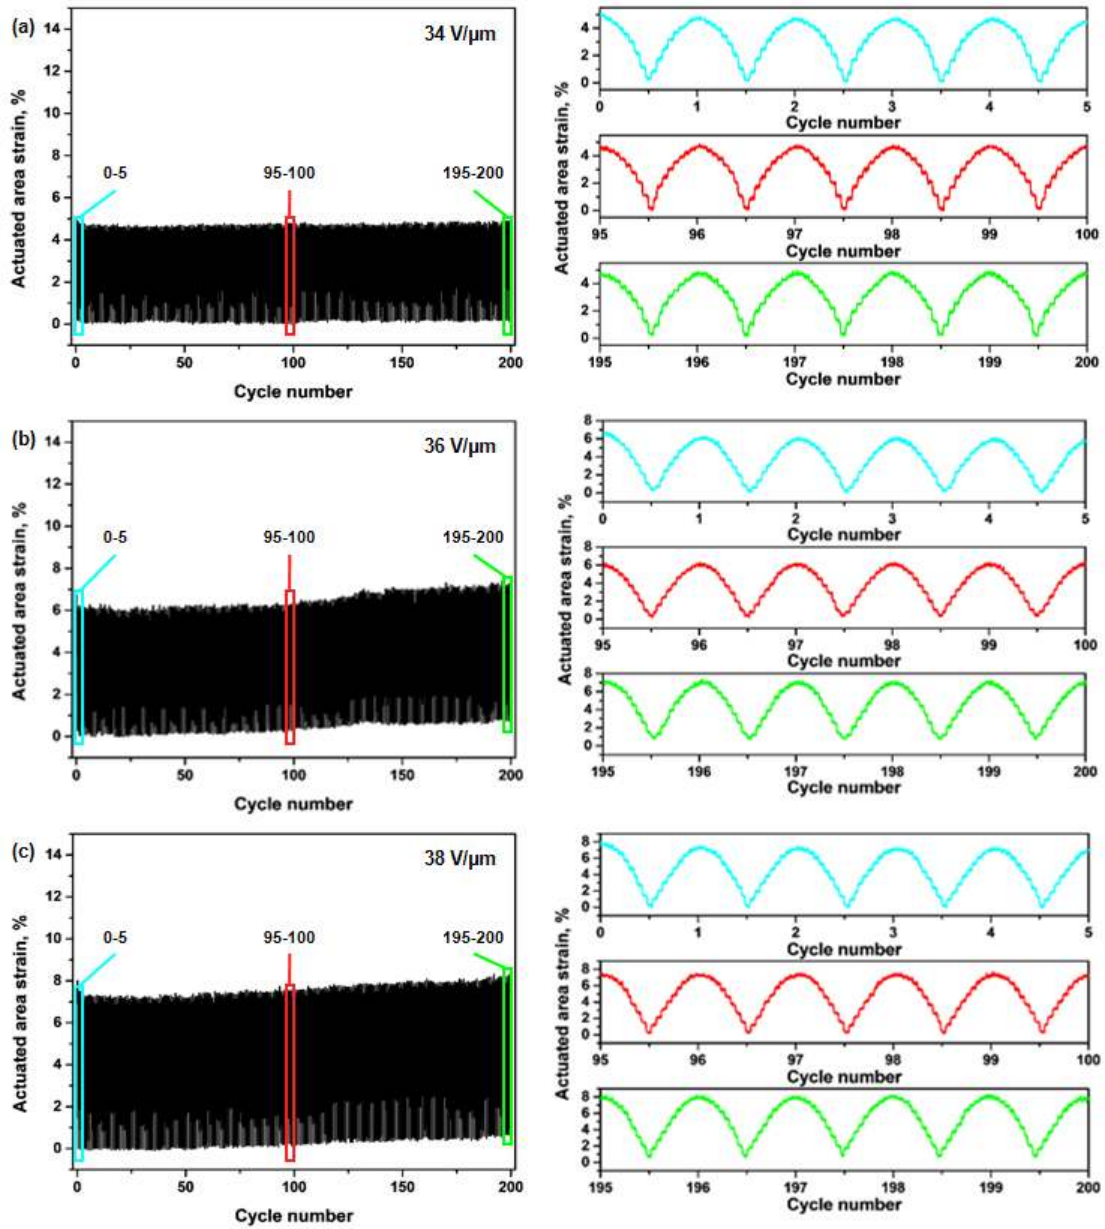 (a)
34 V/µm
Actuated area strain, %
14
12
10
8
6
4
2
0
0-5
95-100
195-200
0 50 100 150 200
Cycle number
Actuated area strain, %
4
2
0
0 1 2 3 4 5
Cycle number
4
2
0
95 96 97 98 99 100
Cycle number
4
2
0
195 196 197 198 199 200
Cycle number
(b)
36 V/µm
Actuated area strain, %
14
12
10
8
6
4
2
0
0-5
95-100
195-200
0 50 100 150 200
Cycle number
Actuated area strain, %
8
6
4
2
0
0 1 2 3 4 5
Cycle number
8
6
4
2
0
95 96 97 98 99 100
Cycle number
8
6
4
2
0
195 196 197 198 199 200
Cycle number
(c)
38 V/µm
Actuated area strain, %
14
12
10
8
6
4
2
0
0-5
95-100
195-200
0 50 100 150 200
Cycle number
Actuated area strain, %
8
6
4
2
0
0 1 2 3 4 5
Cycle number
8
6
4
2
0
95 96 97 98 99 100
Cycle number
8
6
4
2
0
195 196 197 198 199 200
Cycle number